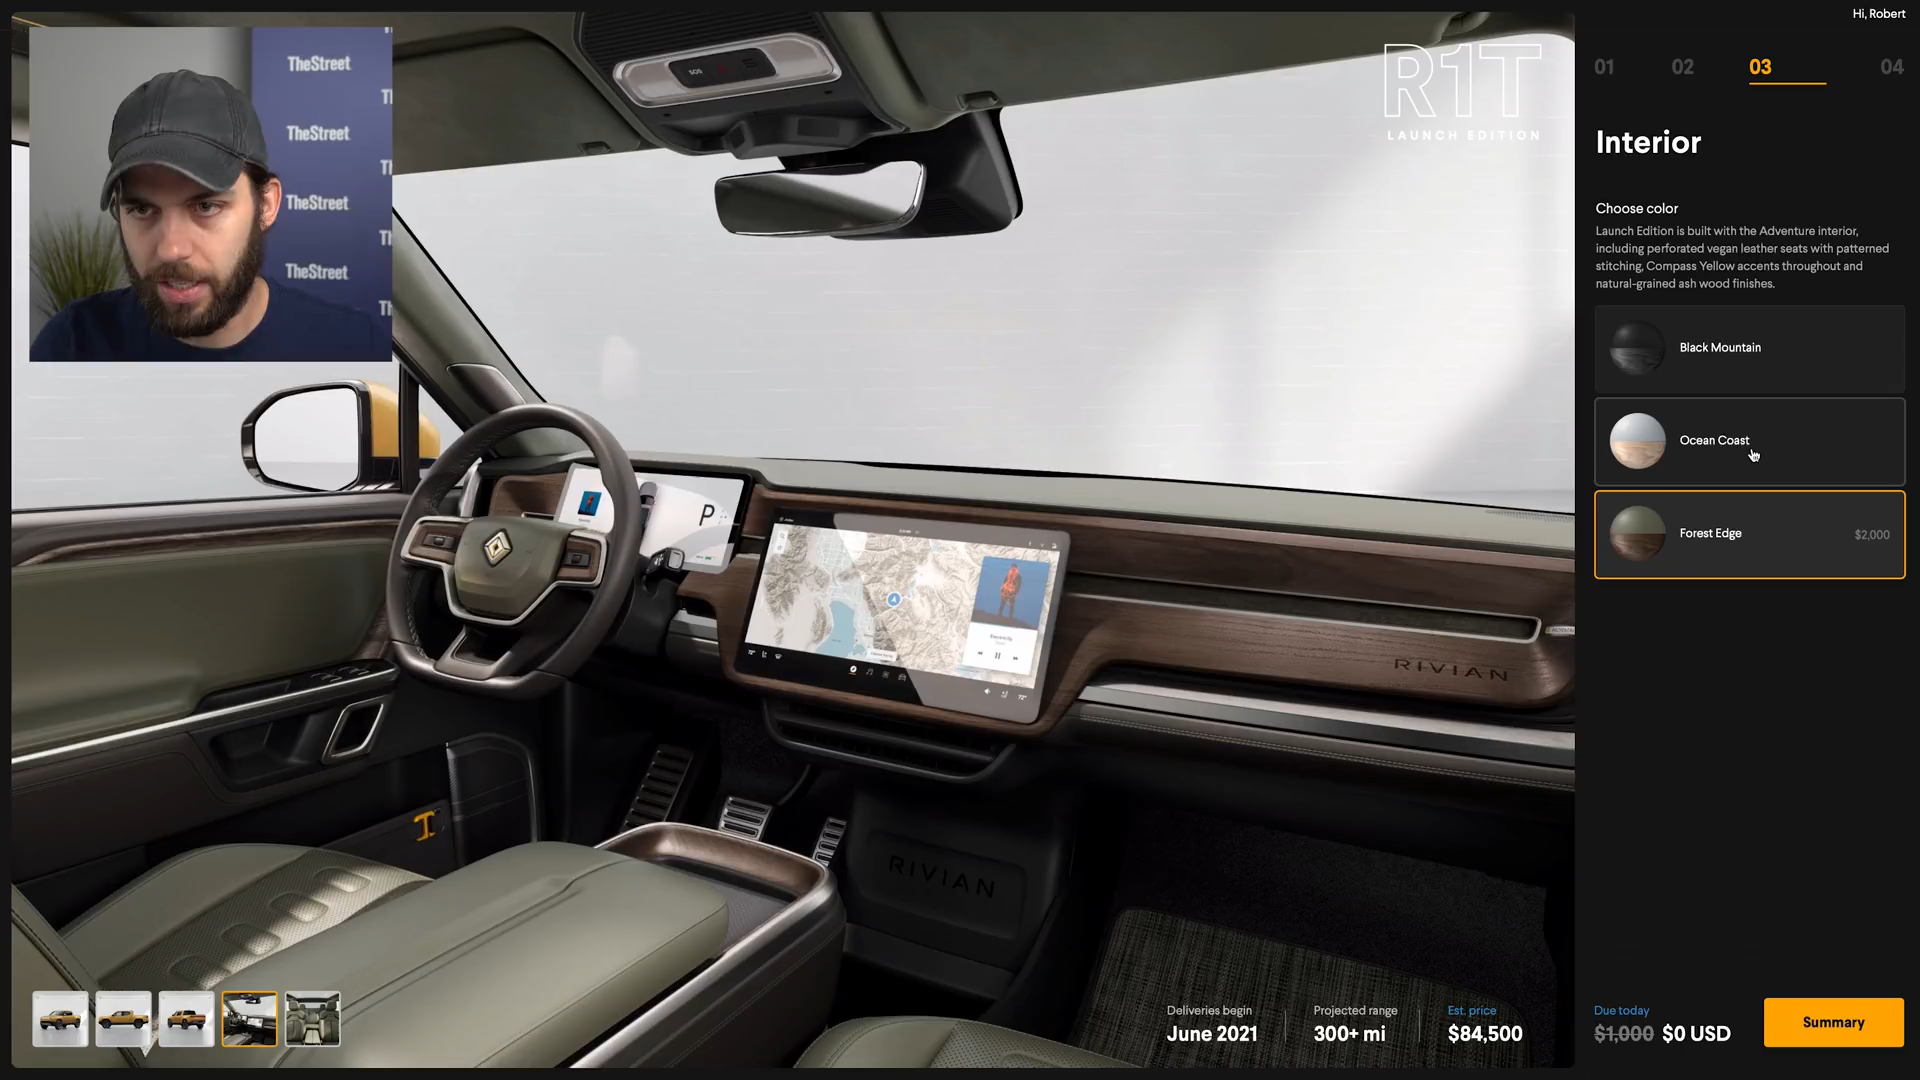 Hi, Robert
01 02 03 04
R1T
LAUNCH EDITION
TheStreet
TheStreet
TheStreet
TheStreet
SOS
Interior
Choose color
Launch Edition is built with the Adventure interior,
including perforated vegan leather seats with patterned
stitching, Compass Yellow accents throughout and
natural-grained ash wood finishes.
Black Mountain
Ocean Coast
Forest Edge $2,000
P
RIVIAN
RIVIAN
Deliveries begin
June 2021
Projected range
300+ mi
Est. price
$84,500
Due today
$1,000 $0 USD
Summary